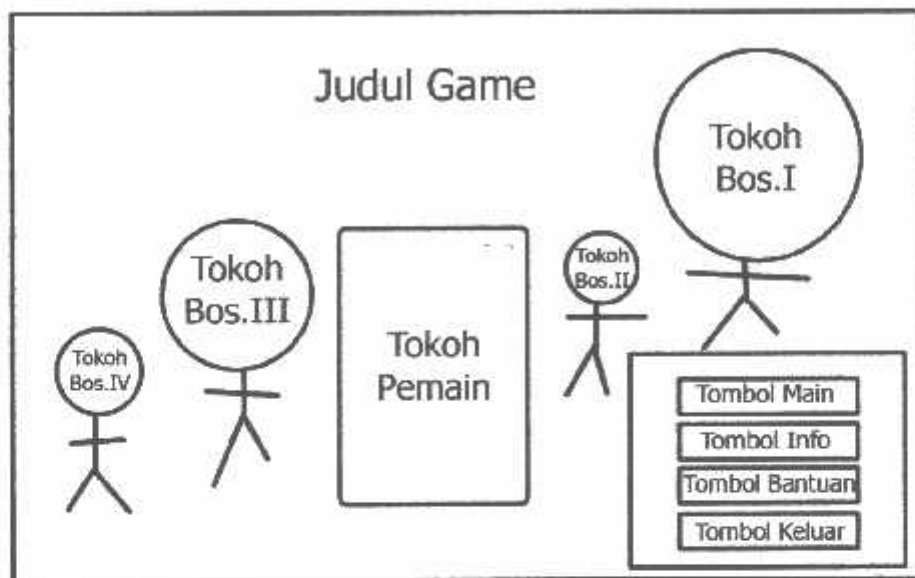 Judul Game
Tokoh
Bos.I
Tokoh
Bos.II
Tokoh
Bos.III
Tokoh
Pemain
Tokoh
Bos.IV
Tombol Main
Tombol Info
Tombol Bantuan
Tombol Keluar